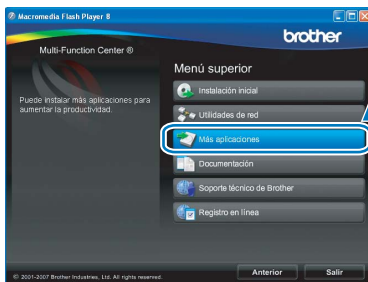 Macromedia Flash Player 8
brother
Multi-Function Center ®
Menú superior
Puede instalar más aplicaciones para
aumentar la productividad.
Instalación inicial
Utilidades de red
Más aplicaciones
Documentación
Soporte técnico de Brother
Registro en línea
© 2001-2007 Brother Industries, Ltd. All rights reserved.
Anterior
Salir